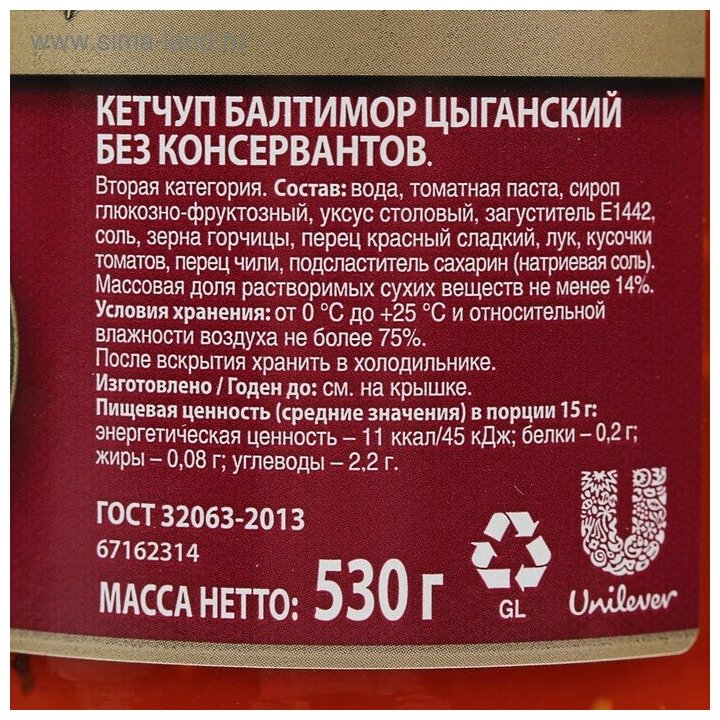 www.sima-land.ru
КЕТЧУП БАЛТИМОР ЦЫГАНСКИЙ
БЕЗ КОНСЕРВАНТОВ.
Вторая категория. Состав: вода, томатная паста, сироп
глюкозно-фруктозный, уксус столовый, загуститель Е1442,
соль, зерна горчицы, перец красный сладкий, лук, кусочки
томатов, перец чили, подсластитель сахарин (натриевая соль).
Массовая доля растворимых сухих веществ не менее 14%.
Условия хранения: от 0 °С до +25 °С и относительной
влажности воздуха не более 75%.
После вскрытия хранить в холодильнике.
Изготовлено / Годен до: см. на крышке.
Пищевая ценность (средние значения) в порции 15 г:
энергетическая ценность – 11 ккал/45 кДж; белки – 0,2 г;
жиры – 0,08 г; углеводы – 2,2 г.
ГОСТ 32063-2013
67162314
МАССА НЕТТО: 530 г
GL
Unilever